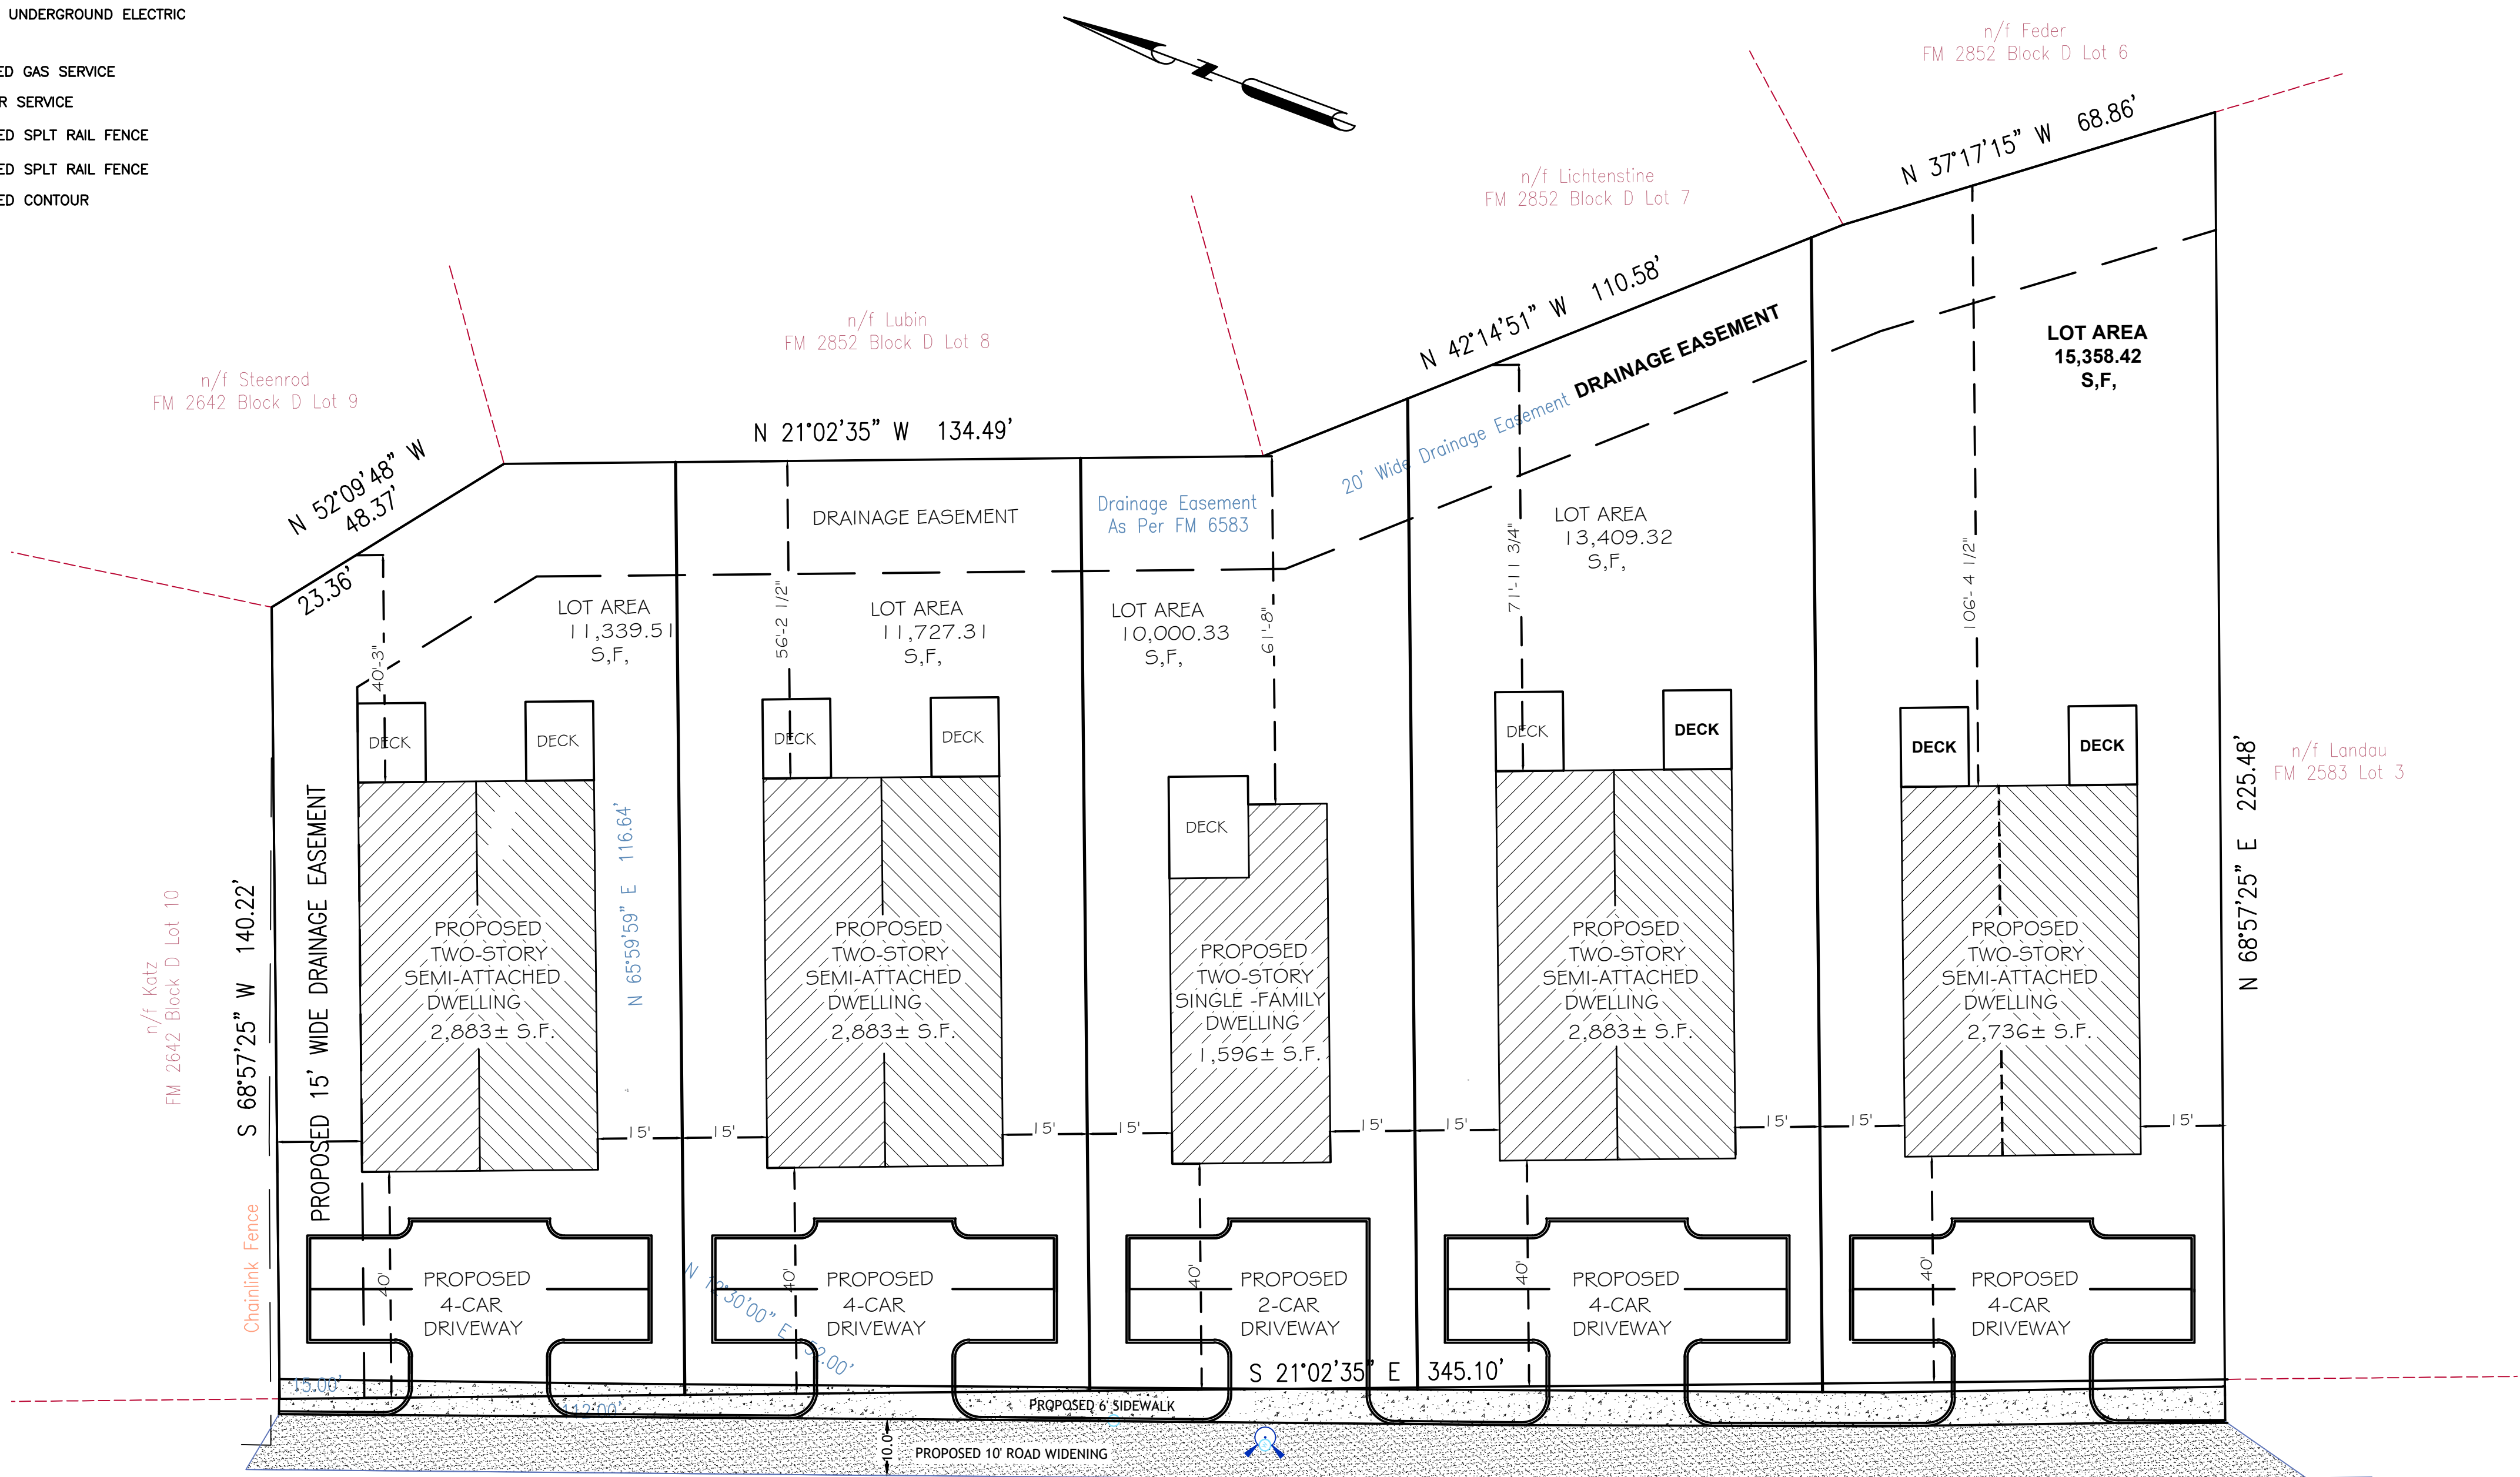 UNDERGROUND ELECTRIC
ED GAS SERVICE
R SERVICE
ED SPLT RAIL FENCE
ED SPLT RAIL FENCE
ED CONTOUR
n/f Feder
FM 2852 Block D Lot 6
N 37°17'15" W 68.86'
n/f Lichtenstine
FM 2852 Block D Lot 7
N 42°14'51" W 110.58'
n/f Lubin
FM 2852 Block D Lot 8
n/f Steenrod
FM 2642 Block D Lot 9
N 21°02'35" W 134.49'
N 52°09'48" W
48.37'
23.36'
20' Wide Drainage Easement
DRAINAGE EASEMENT
DRAINAGE EASEMENT
Drainage Easement
As Per FM 6583
LOT AREA
11,339.51
S,F,
LOT AREA
11,727.31
S,F,
LOT AREA
10,000.33
S,F,
LOT AREA
13,409.32
S,F,
LOT AREA
15,358.42
S,F,
40'-3"
56'-2 1/2"
61'-8"
71'-11 3/4"
106'-4 1/2"
DECK
DECK
DECK
DECK
DECK
DECK
DECK
DECK
DECK
n/f Landau
FM 2583 Lot 3
N 68°57'25" E 225.48'
n/f Katz
FM 2642 Block D Lot 10
S 68°57'25" W 140.22'
Chainlink Fence
PROPOSED 15' WIDE DRAINAGE EASEMENT
N 65°59'59" E 116.64'
PROPOSED
TWO-STORY
SEMI-ATTACHED
DWELLING
2,883± S.F.
PROPOSED
TWO-STORY
SEMI-ATTACHED
DWELLING
2,883± S.F.
PROPOSED
TWO-STORY
SINGLE -FAMILY
DWELLING
1,596± S.F.
PROPOSED
TWO-STORY
SEMI-ATTACHED
DWELLING
2,883± S.F.
PROPOSED
TWO-STORY
SEMI-ATTACHED
DWELLING
2,736± S.F.
15'
15'
15'
15'
15'
15'
15'
15'
15'
40'
40'
40'
40'
40'
PROPOSED
4-CAR
DRIVEWAY
PROPOSED
4-CAR
DRIVEWAY
PROPOSED
2-CAR
DRIVEWAY
PROPOSED
4-CAR
DRIVEWAY
PROPOSED
4-CAR
DRIVEWAY
N 12°30'00" E 52.00'
S 21°02'35" E 345.10'
15.00'
112.00'
PROPOSED 6' SIDEWALK
10.0'
PROPOSED 10' ROAD WIDENING